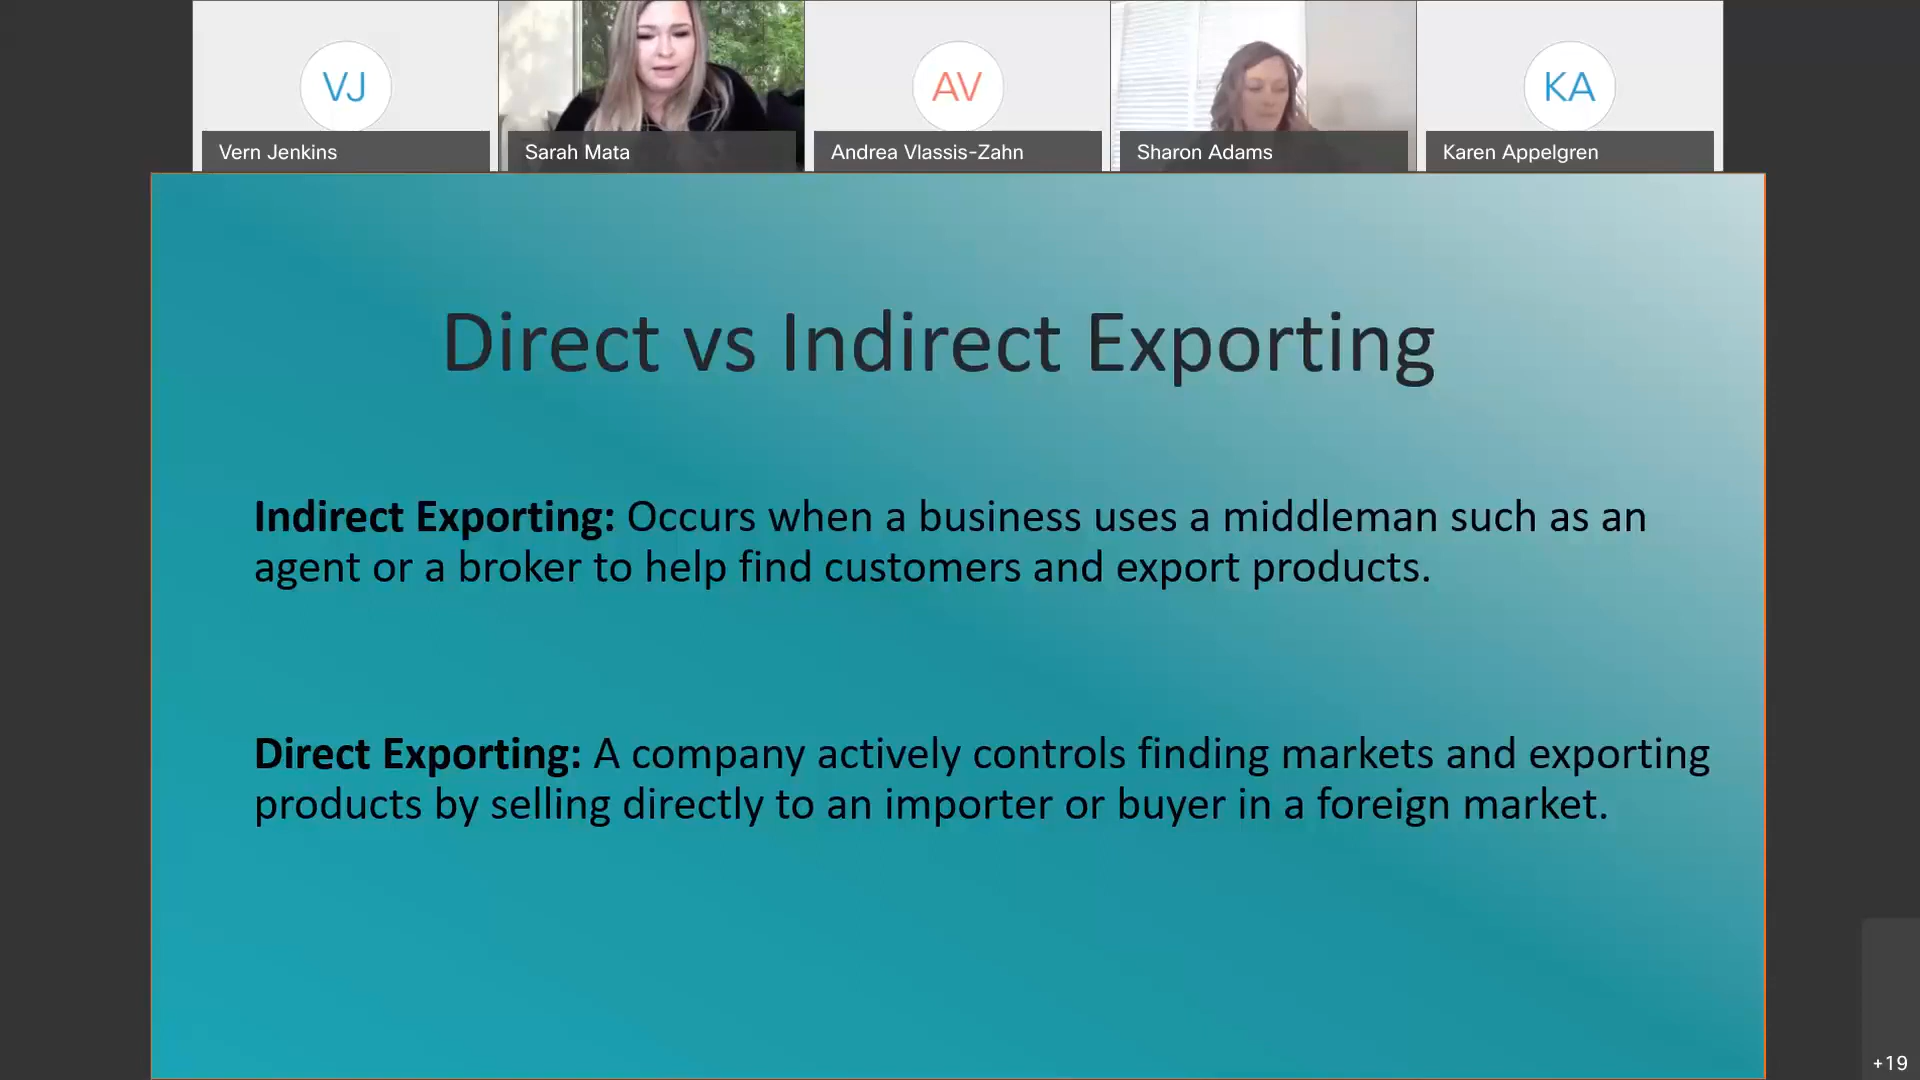 VJ
AV
KA
Vern Jenkins
Sarah Mata
Andrea Vlassis-Zahn
Sharon Adams
Karen Appelgren
Direct vs Indirect Exporting
Indirect Exporting: Occurs when a business uses a middleman such as an
agent or a broker to help find customers and export products.
Direct Exporting: A company actively controls finding markets and exporting
products by selling directly to an importer or buyer in a foreign market.
+19